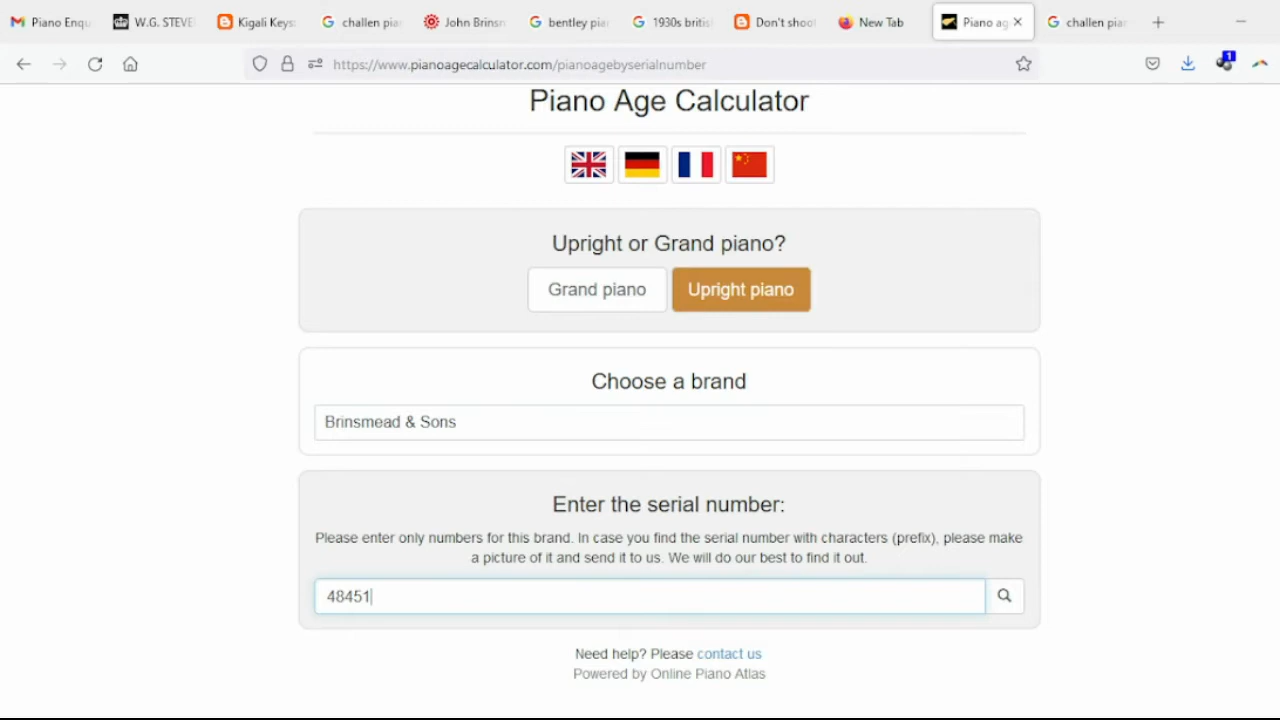 Piano Enqu
W.G. STEVE
Kigali Keys
challen pia
John Brinsn
bentley pia
1930s britis
Don't shoo
New Tab
Piano ag
challen pia
https://www.pianoagecalculator.com/pianoagebyserialnumber
1
Piano Age Calculator
Upright or Grand piano?
Grand piano
Upright piano
Choose a brand
Brinsmead & Sons
Enter the serial number:
Please enter only numbers for this brand. In case you find the serial number with characters (prefix), please make
a picture of it and send it to us. We will do our best to find it out.
48451
Need help? Please contact us
Powered by Online Piano Atlas